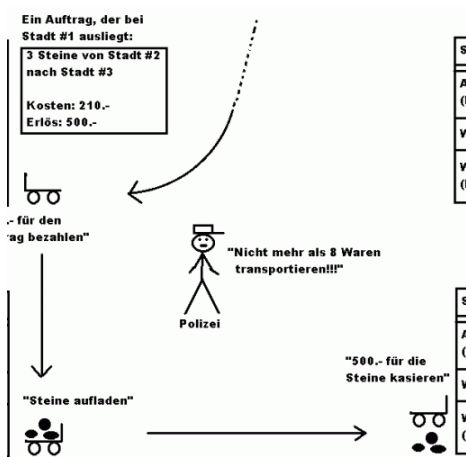 Ein Auftrag, der bei
Stadt #1 ausliegt:
3 Steine von Stadt #2
nach Stadt #3
Kosten: 210.-
Erlös: 500.-
.- für den
bezahlen"
"Nicht mehr als 8 Waren
transportieren!!!"
Polizei
"500.- für die
Steine kasieren"
"Steine aufladen"